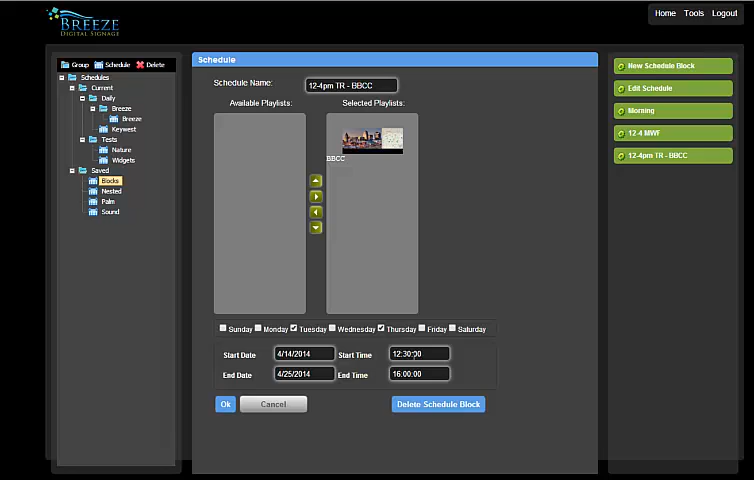 BREEZE
DIGITAL SIGNAGE
Home Tools Logout
Group Schedule Delete
Schedules
Current
Daily
Breeze
Breeze
Keywest
Tests
Nature
Widgets
Saved
Blocks
Nested
Palm
Sound
Schedule
Schedule Name: 12-4pm TR - BBCC
Available Playlists: Selected Playlists:
BBCC
Sunday Monday Tuesday Wednesday Thursday Friday Saturday
Start Date 4/14/2014 Start Time 12:30:00
End Date 4/25/2014 End Time 16:00:00
Ok Cancel Delete Schedule Block
New Schedule Block
Edit Schedule
Morning
12-4 MWF
12-4pm TR - BBCC